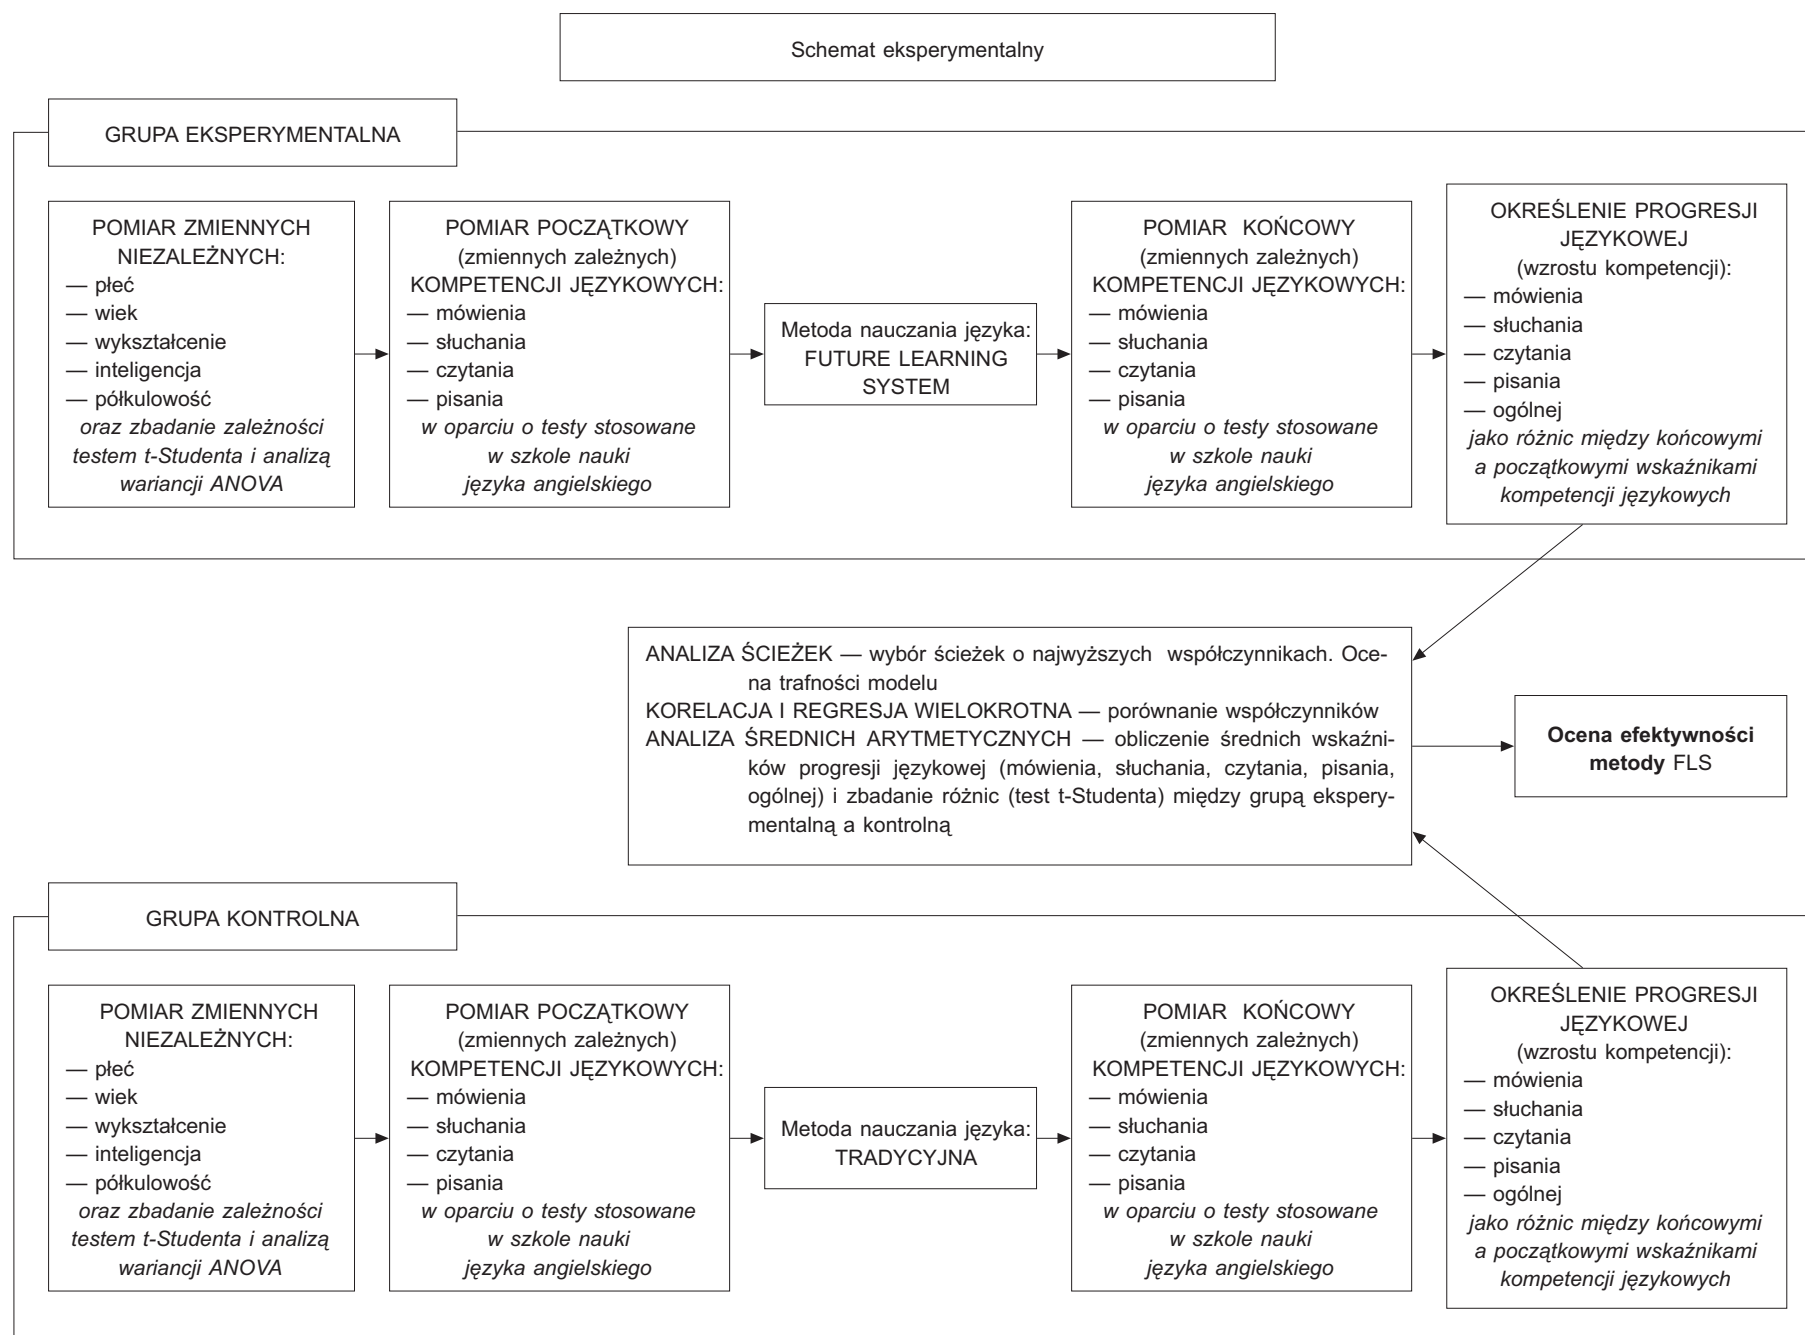 Schemat eksperymentalny
GRUPA EKSPERYMENTALNA
POMIAR ZMIENNYCH
NIEZALEŻNYCH:
— płeć
— wiek
— wykształcenie
— inteligencja
— półkulowość
oraz zbadanie zależności
testem t-Studenta i analizą
wariancji ANOVA
POMIAR POCZĄTKOWY
(zmiennych zależnych)
KOMPETENCJI JĘZYKOWYCH:
— mówienia
— słuchania
— czytania
— pisania
w oparciu o testy stosowane
w szkole nauki
języka angielskiego
Metoda nauczania języka:
FUTURE LEARNING
SYSTEM
POMIAR KOŃCOWY
(zmiennych zależnych)
KOMPETENCJI JĘZYKOWYCH:
— mówienia
— słuchania
— czytania
— pisania
w oparciu o testy stosowane
w szkole nauki
języka angielskiego
OKREŚLENIE PROGRESJI
JĘZYKOWEJ
(wzrostu kompetencji):
— mówienia
— słuchania
— czytania
— pisania
— ogólnej
jako różnic między końcowymi
a początkowymi wskaźnikami
kompetencji językowych
ANALIZA ŚCIEŻEK — wybór ścieżek o najwyższych współczynnikach. Oce-
na trafności modelu
KORELACJA I REGRESJA WIELOKROTNA — porównanie współczynników
ANALIZA ŚREDNICH ARYTMETYCZNYCH — obliczenie średnich wskaźni-
ków progresji językowej (mówienia, słuchania, czytania, pisania,
ogólnej) i zbadanie różnic (test t-Studenta) między grupą ekspery-
mentalną a kontrolną
Ocena efektywności
metody FLS
GRUPA KONTROLNA
POMIAR ZMIENNYCH
NIEZALEŻNYCH:
— płeć
— wiek
— wykształcenie
— inteligencja
— półkulowość
oraz zbadanie zależności
testem t-Studenta i analizą
wariancji ANOVA
POMIAR POCZĄTKOWY
(zmiennych zależnych)
KOMPETENCJI JĘZYKOWYCH:
— mówienia
— słuchania
— czytania
— pisania
w oparciu o testy stosowane
w szkole nauki
języka angielskiego
Metoda nauczania języka:
TRADYCYJNA
POMIAR KOŃCOWY
(zmiennych zależnych)
KOMPETENCJI JĘZYKOWYCH:
— mówienia
— słuchania
— czytania
— pisania
w oparciu o testy stosowane
w szkole nauki
języka angielskiego
OKREŚLENIE PROGRESJI
JĘZYKOWEJ
(wzrostu kompetencji):
— mówienia
— słuchania
— czytania
— pisania
— ogólnej
jako różnic między końcowymi
a początkowymi wskaźnikami
kompetencji językowych